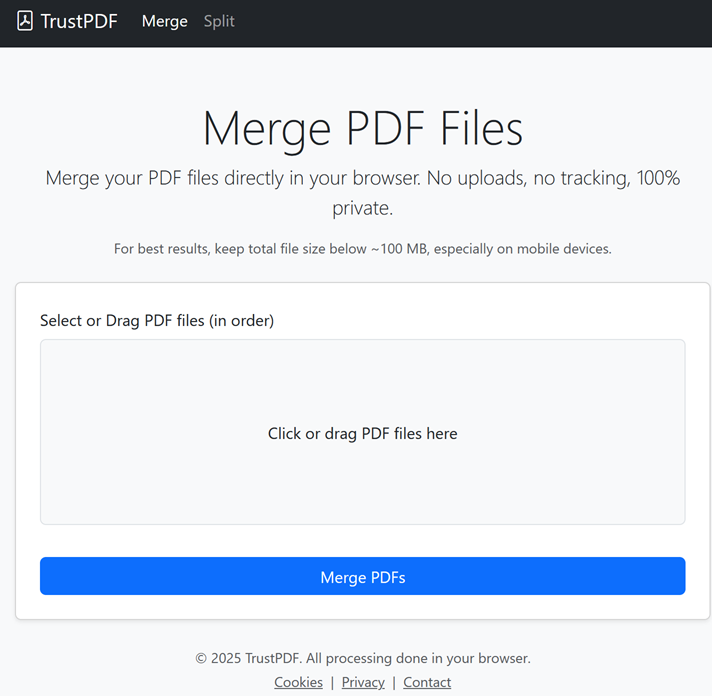 TrustPDF Merge Split
Merge PDF Files
Merge your PDF files directly in your browser. No uploads, no tracking, 100%
private.
For best results, keep total file size below ~100 MB, especially on mobile devices.
Select or Drag PDF files (in order)
Click or drag PDF files here
Merge PDFs
© 2025 TrustPDF. All processing done in your browser.
Cookies | Privacy | Contact